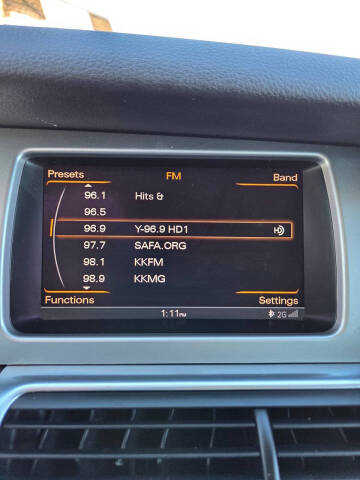 Presets FM Band
96.1 Hits &
96.5
96.9 Y-96.9 HD1 HD
97.7 SAFA.ORG
98.1 KKFM
98.9 KKMG
Functions Settings
1:11PM 2G